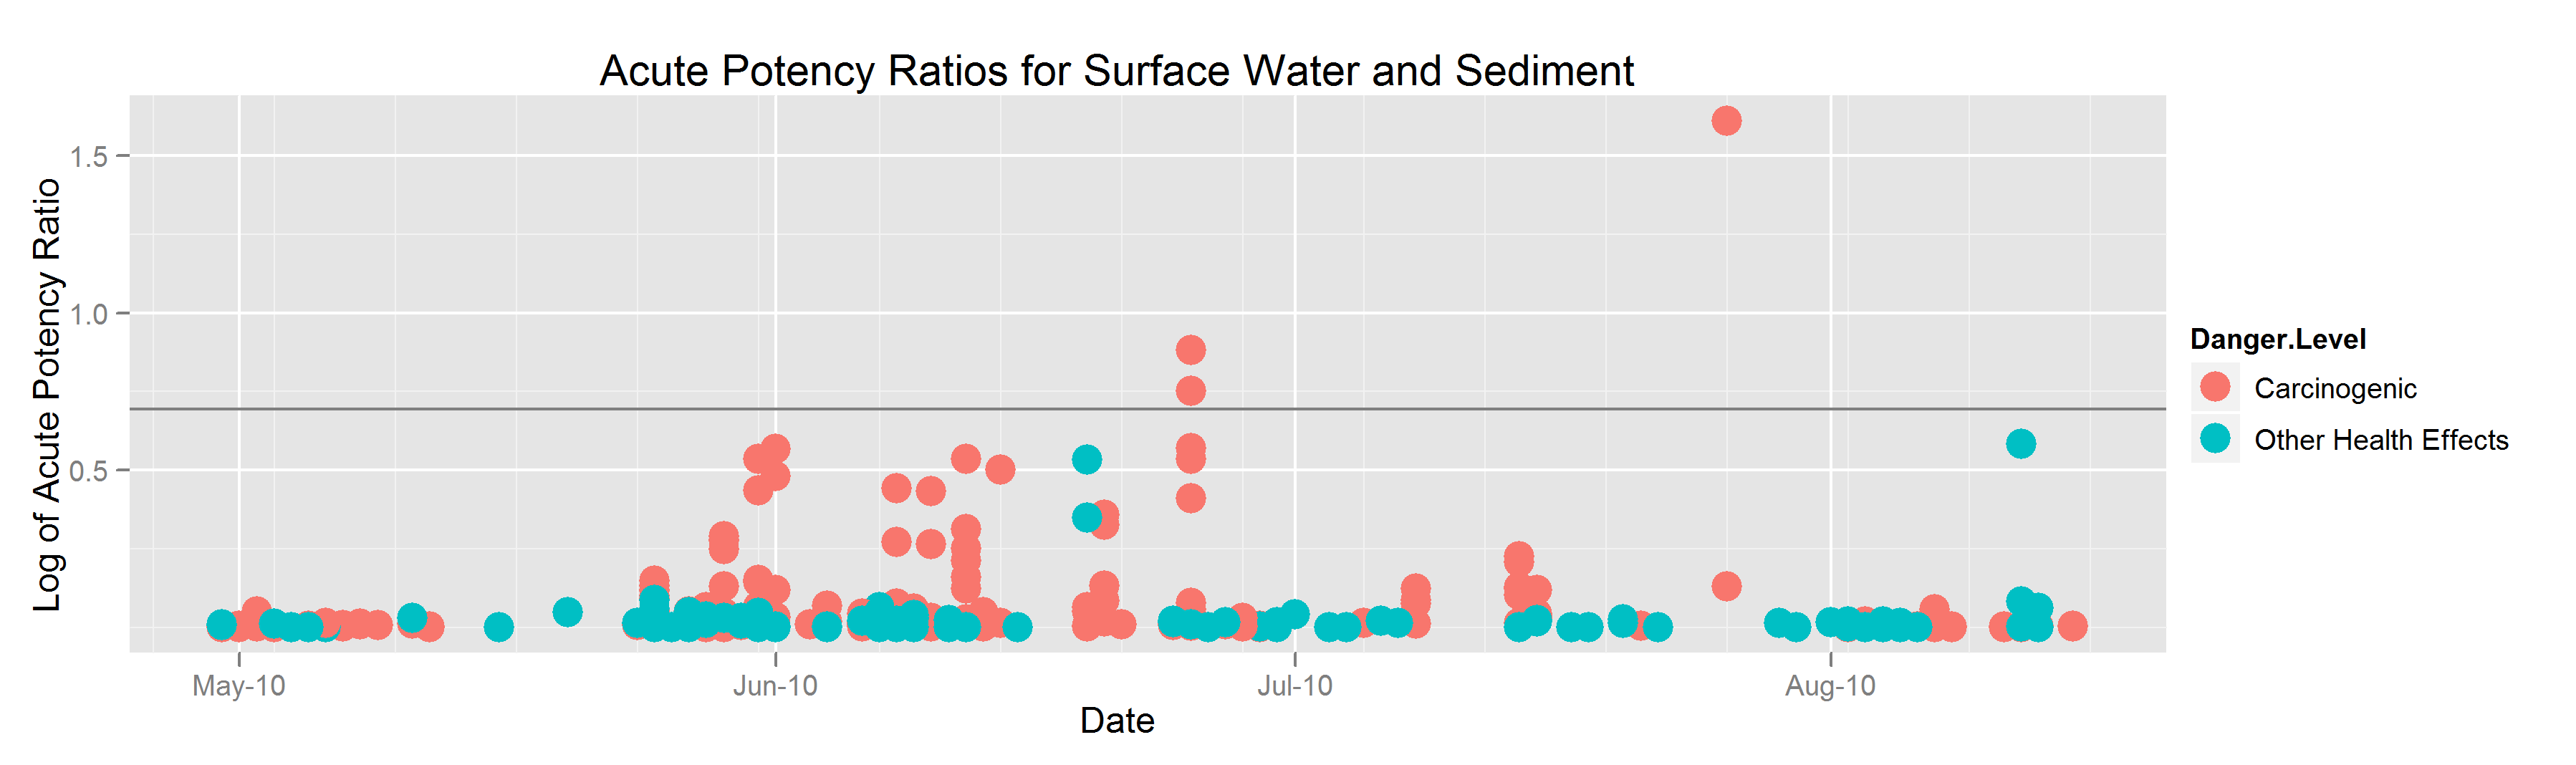 Acute Potency Ratios for Surface Water and Sediment
Log of Acute Potency Ratio
1.5
1.0
0.5
May-10 Jun-10 Jul-10 Aug-10
Date
Danger.Level
Carcinogenic
Other Health Effects